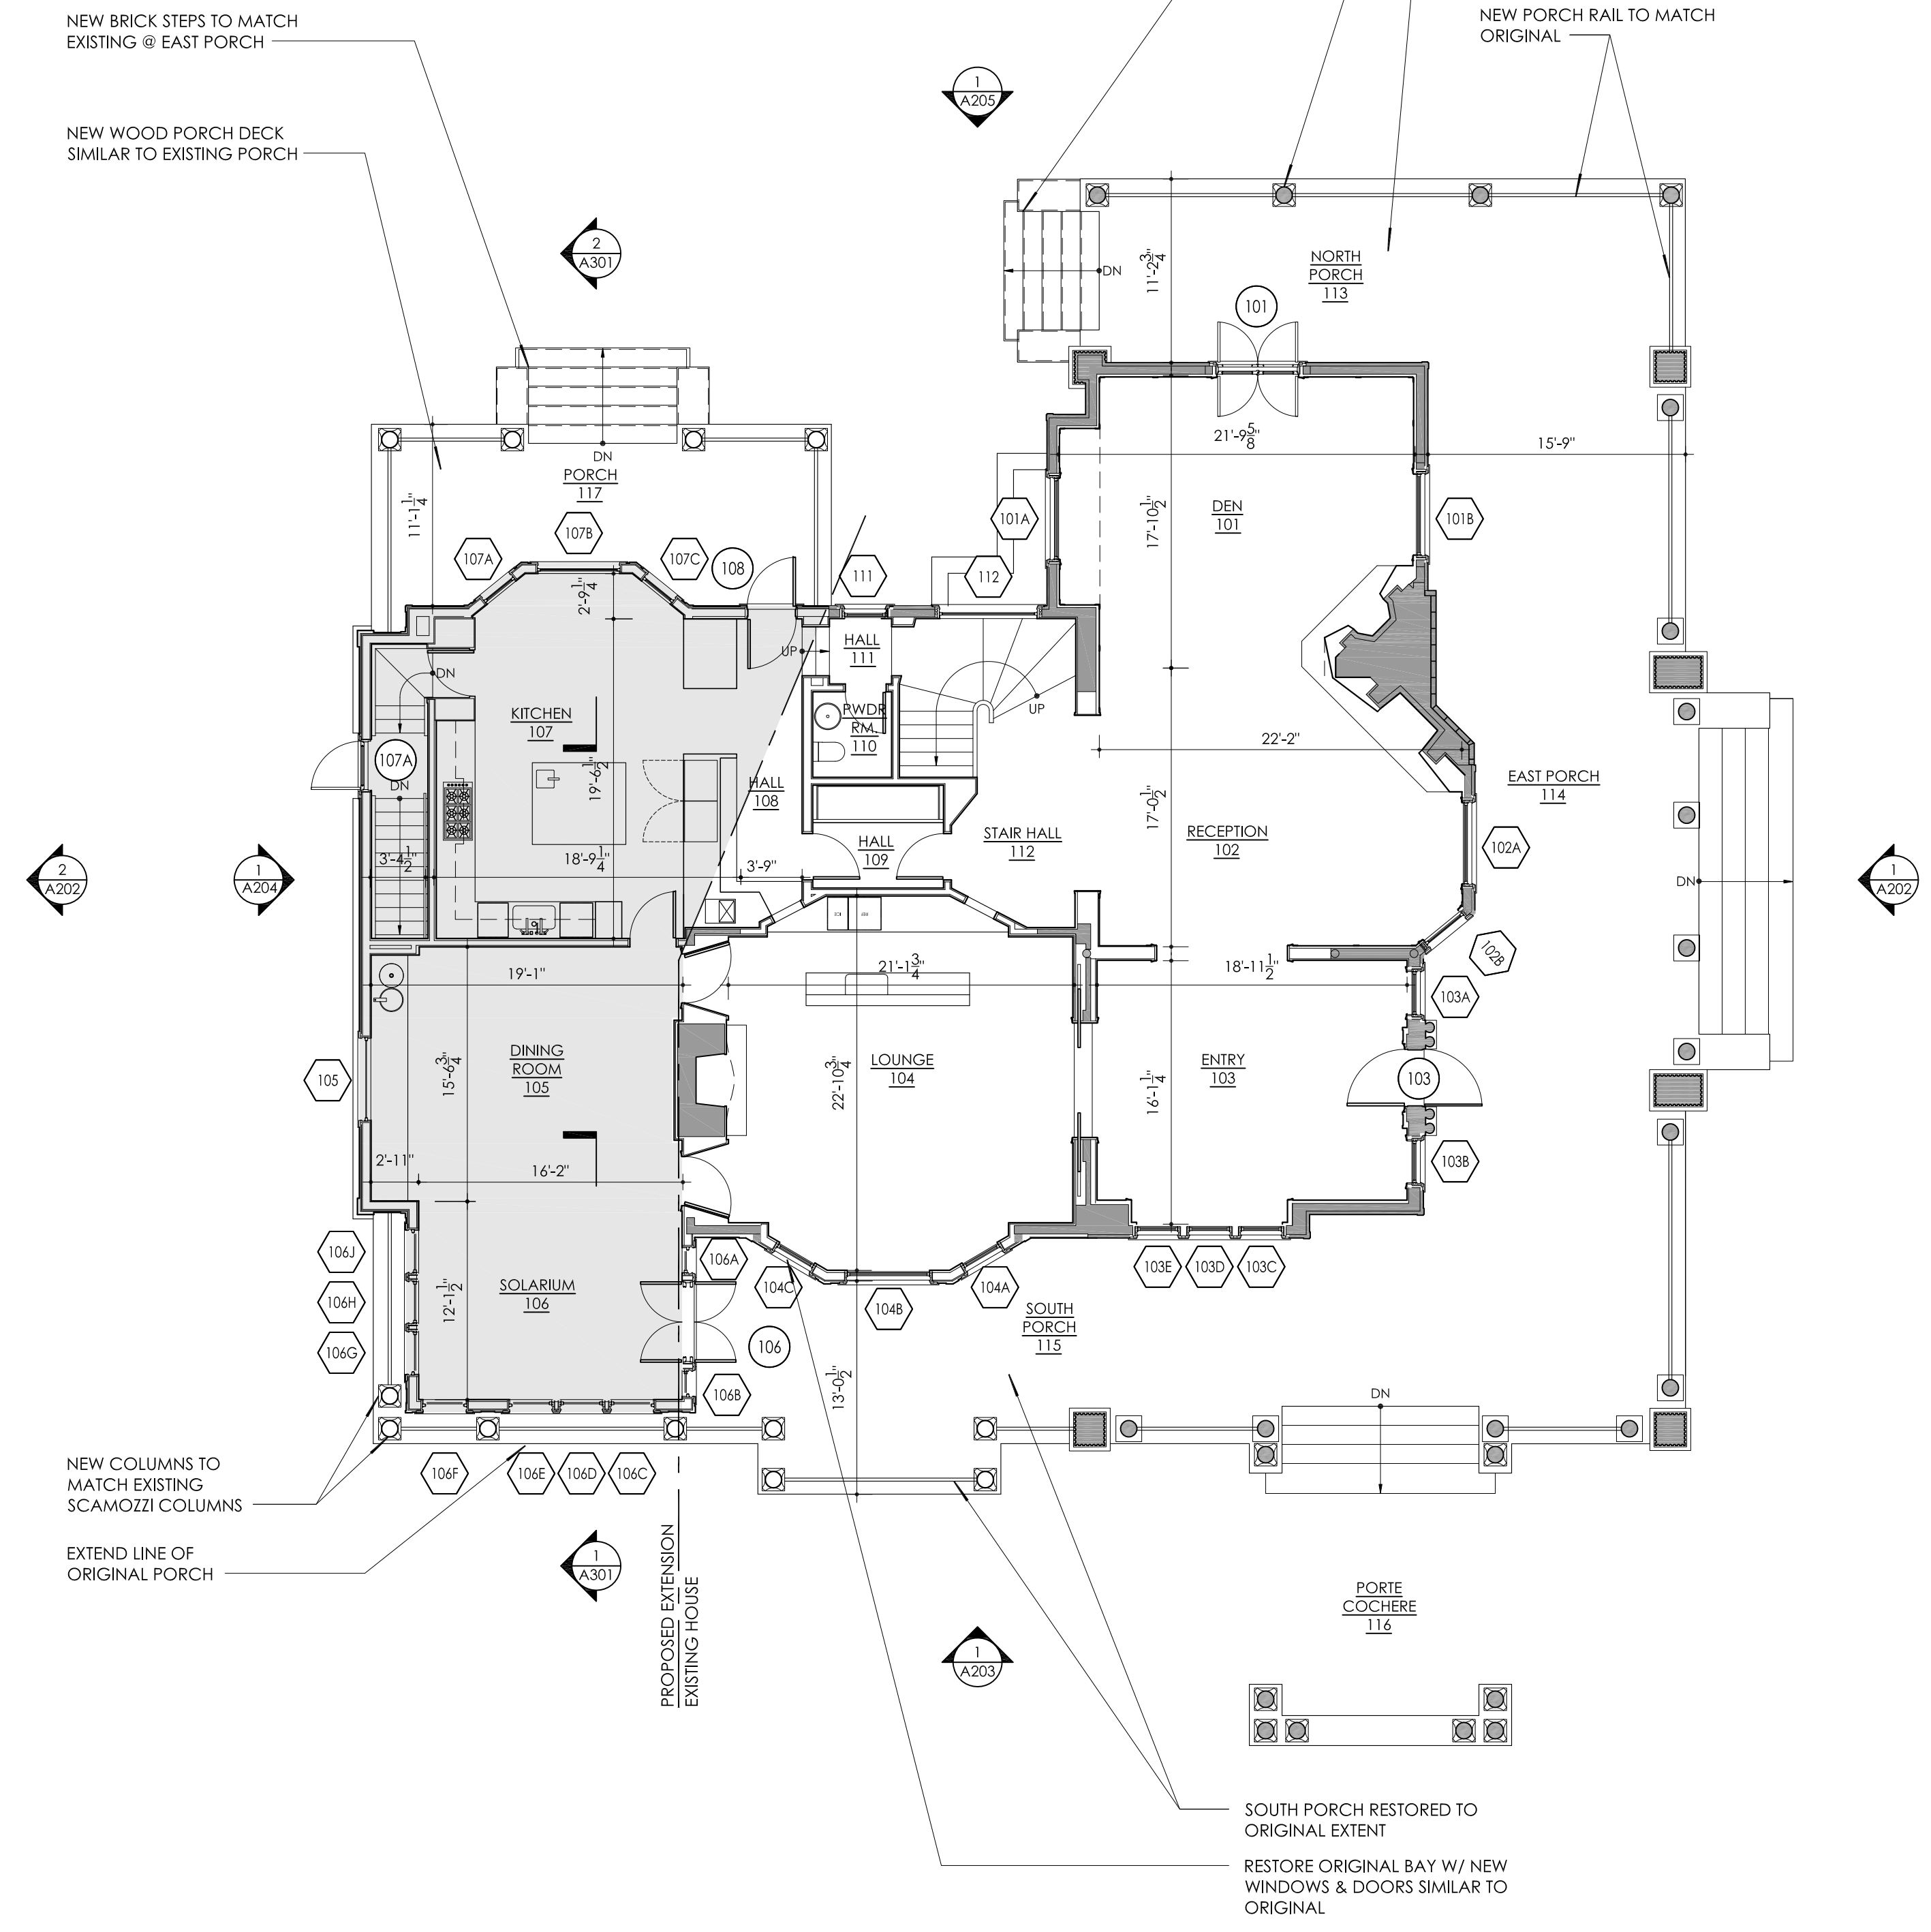 NEW BRICK STEPS TO MATCH
EXISTING @ EAST PORCH
NEW PORCH RAIL TO MATCH
ORIGINAL
1
A205
NEW WOOD PORCH DECK
SIMILAR TO EXISTING PORCH
2
A301
NORTH
PORCH
113
11'-2 3/4"
DN
101
21'-9 5/8"
15'-9"
DN
PORCH
117
11'-1 1/4"
107A
107B
107C
108
111
112
101A
DEN
101
17'-10 1/2"
101B
2'-9 1/4"
UP
HALL
111
DN
KITCHEN
107
PWDR
RM.
110
UP
22'-2"
107A
DN
19'-6 1/2"
HALL
108
EAST PORCH
114
17'-0 1/2"
HALL
109
STAIR HALL
112
RECEPTION
102
102A
2
A202
1
A204
3'-4 1/2"
18'-9 1/4"
3'-9"
DN
1
A202
102B
19'-1"
21'-1 3/4"
18'-11 1/2"
103A
105
DINING
ROOM
105
15'-6 3/4"
LOUNGE
104
22'-10 3/4"
ENTRY
103
16'-1 1/4"
103
2'-11"
16'-2"
103B
106J
106H
106G
SOLARIUM
106
12'-1 1/2"
106A
104C
104B
104A
103E
103D
103C
SOUTH
PORCH
115
106
106B
13'-0 1/2"
DN
NEW COLUMNS TO
MATCH EXISTING
SCAMOZZI COLUMNS
106F
106E
106D
106C
EXTEND LINE OF
ORIGINAL PORCH
1
A301
PROPOSED EXTENSION
EXISTING HOUSE
PORTE
COCHERE
116
1
A203
SOUTH PORCH RESTORED TO
ORIGINAL EXTENT
RESTORE ORIGINAL BAY W/ NEW
WINDOWS & DOORS SIMILAR TO
ORIGINAL